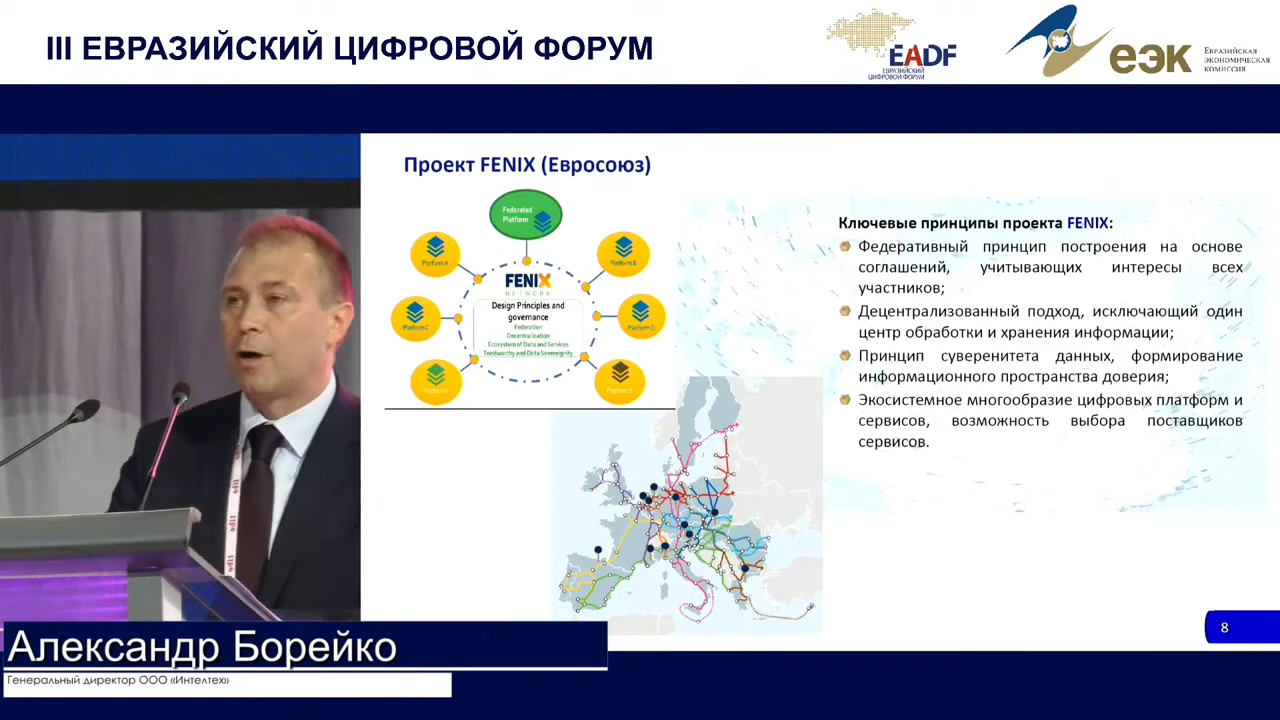 III ЕВРАЗИЙСКИЙ ЦИФРОВОЙ ФОРУМ
EADF
ЕВРАЗИЙСКИЙ
ЦИФРОВОЙ ФОРУМ
ЕЭК
ЕВРАЗИЙСКАЯ
ЭКОНОМИЧЕСКАЯ
КОМИССИЯ
Проект FENIX (Евросоюз)
Federated
Platform
Platform A
Platform B
Platform C
Platform D
FENIX
NETWORK
Design Principles and
governance
Federation
Decentralization
Ecosystem of Data and Services
Trustworthy and Data Sovereignity
Ключевые принципы проекта FENIX:
Федеративный принцип построения на основе
соглашений, учитывающих интересы всех
участников;
Децентрализованный подход, исключающий один
центр обработки и хранения информации;
Принцип суверенитета данных, формирование
информационного пространства доверия;
Экосистемное многообразие цифровых платформ и
сервисов, возможность выбора поставщиков
сервисов.
8
Александр Борейко
Генеральный директор ООО «Интелтех»